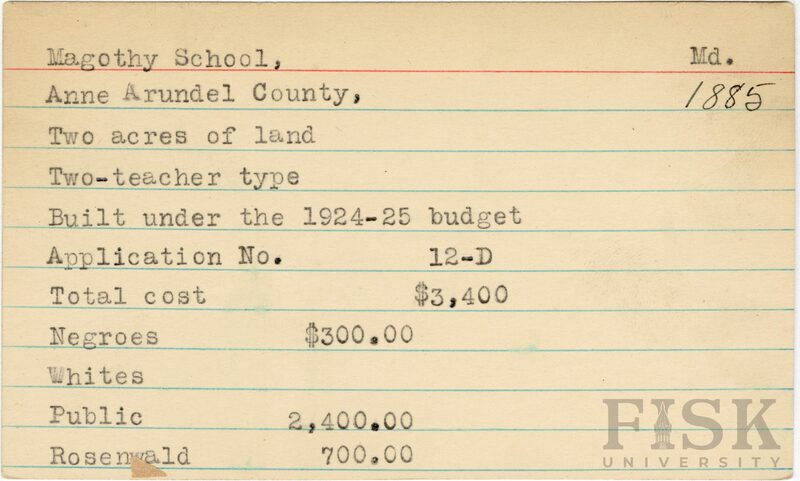 Magothy School, Md.
Anne Arundel County, 1885
Two acres of land
Two-teacher type
Built under the 1924-25 budget
Application No. 12-D
Total cost $3,400
Negroes $300.00
Whites
Public 2,400.00
Rosenwald 700.00
FISK
UNIVERSITY